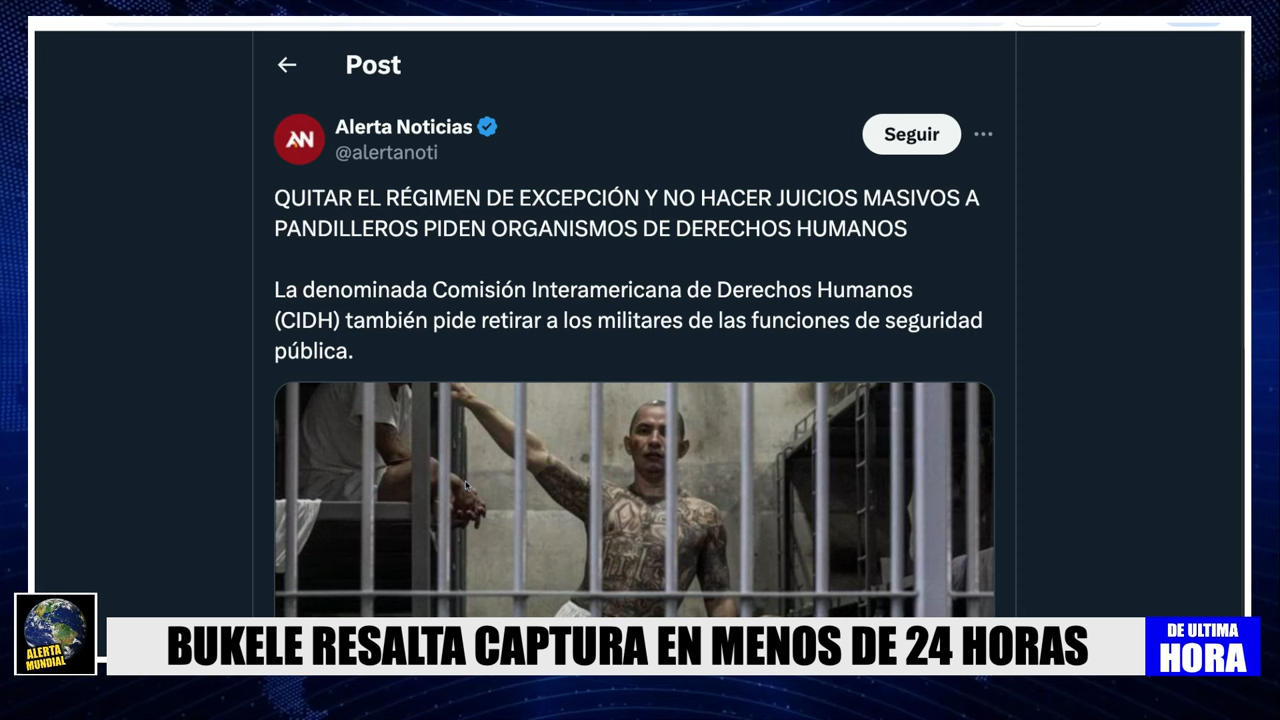 Post
AN
Alerta Noticias
@alertanoti
Seguir
QUITAR EL RÉGIMEN DE EXCEPCIÓN Y NO HACER JUICIOS MASIVOS A
PANDILLEROS PIDEN ORGANISMOS DE DERECHOS HUMANOS
La denominada Comisión Interamericana de Derechos Humanos
(CIDH) también pide retirar a los militares de las funciones de seguridad
pública.
ALERTA
MUNDIAL
BUKELE RESALTA CAPTURA EN MENOS DE 24 HORAS
DE ULTIMA
HORA